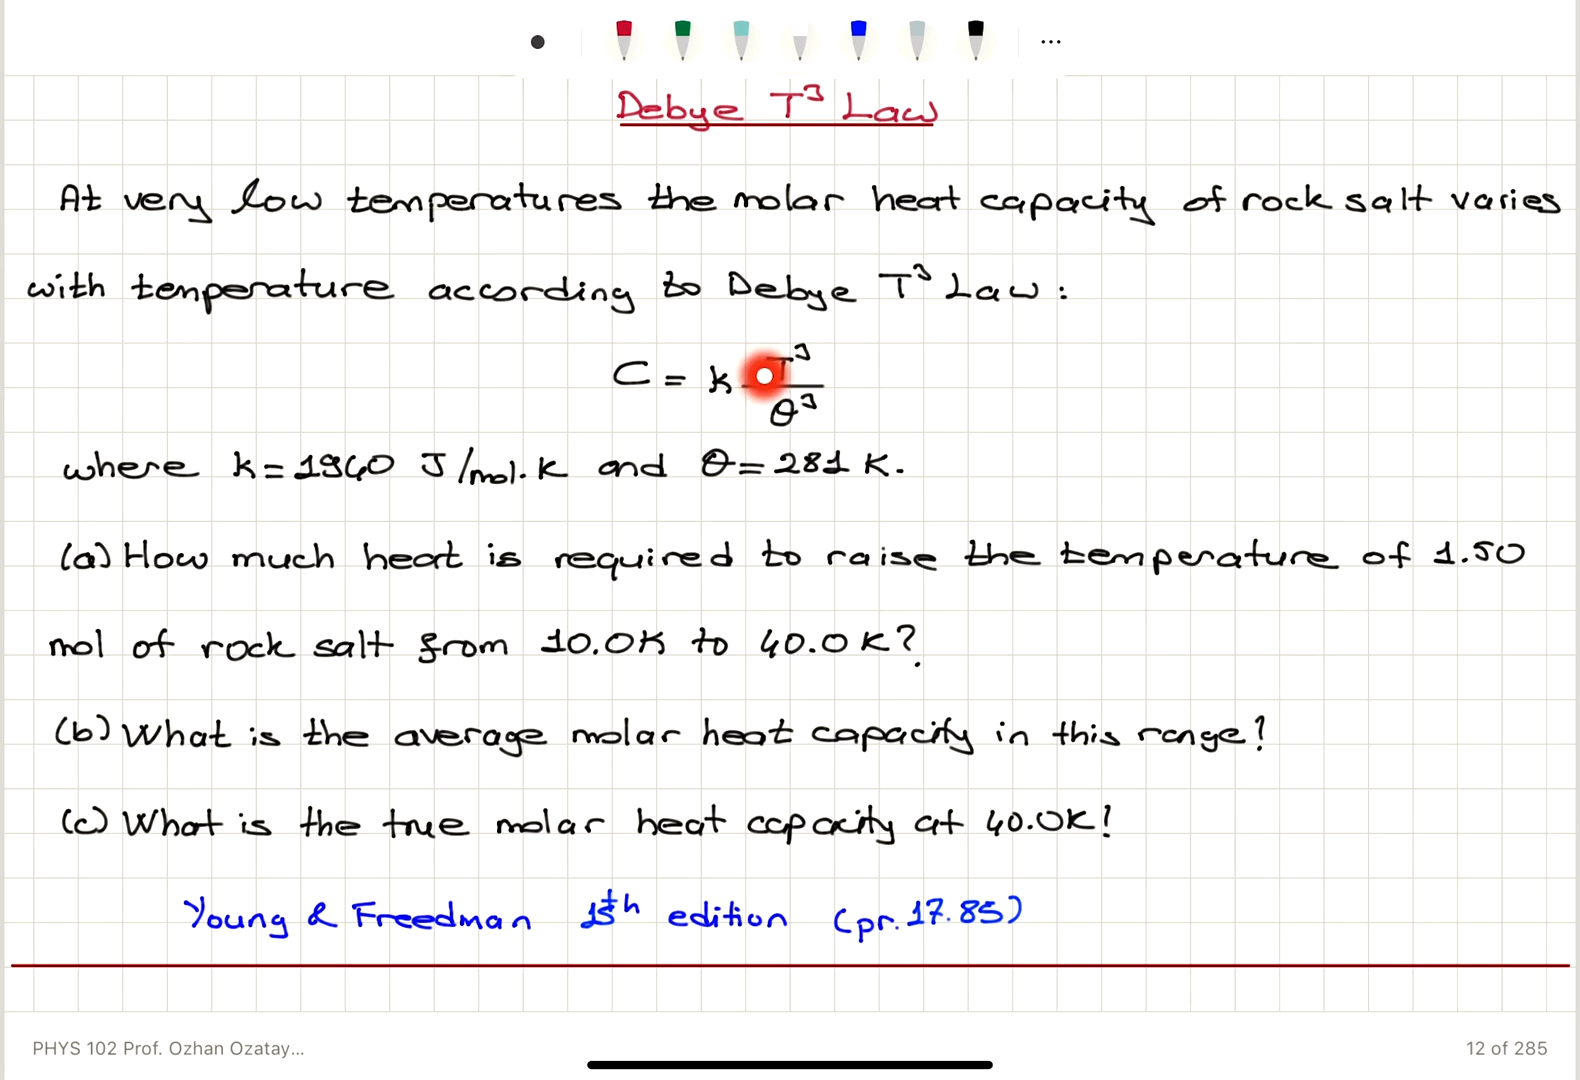 Debye T³ Law
At very low temperatures the molar heat capacity of rock salt varies
with temperature according to Debye T³ Law:
C = k T³/θ³
where k=1940 J/mol.K and θ=281 K.
(a) How much heat is required to raise the temperature of 1.50
mol of rock salt from 10.0K to 40.0K?
(b) What is the average molar heat capacity in this range?
(c) What is the true molar heat capacity at 40.0K?
Young & Freedman 15th edition (pr. 17.85)
PHYS 102 Prof. Ozhan Ozatay...
12 of 285